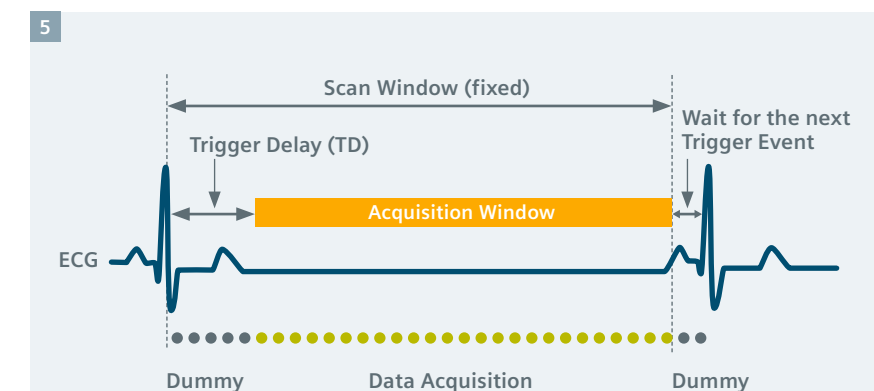 5
Scan Window (fixed)
Wait for the next
Trigger Event
Trigger Delay (TD)
Acquisition Window
ECG
Dummy
Data Acquisition
Dummy